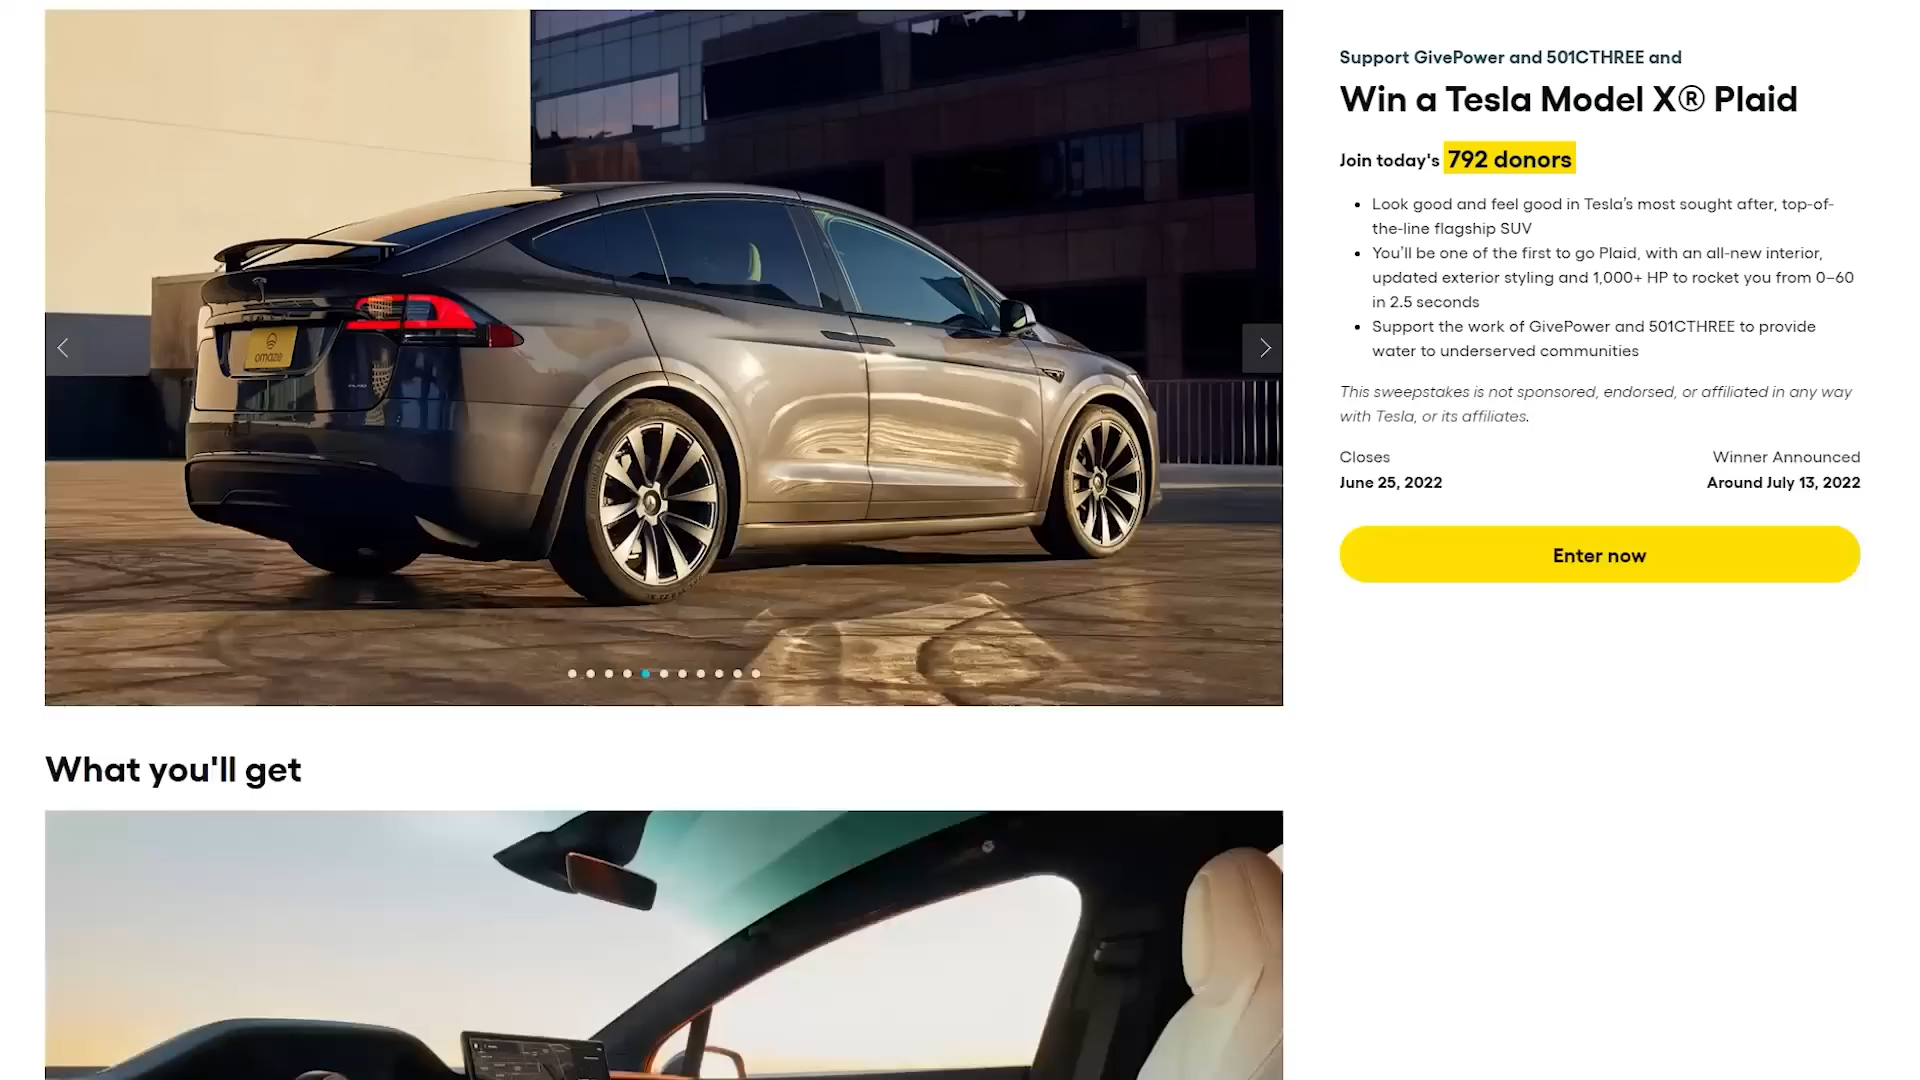 Support GivePower and 501CTHREE and
Win a Tesla Model X® Plaid
Join today's 792 donors
Look good and feel good in Tesla’s most sought after, top-of-
the-line flagship SUV
You’ll be one of the first to go Plaid, with an all-new interior,
updated exterior styling and 1,000+ HP to rocket you from 0–60
in 2.5 seconds
Support the work of GivePower and 501CTHREE to provide
water to underserved communities
This sweepstakes is not sponsored, endorsed, or affiliated in any way
with Tesla, or its affiliates.
Closes
Winner Announced
June 25, 2022
Around July 13, 2022
Enter now
omaze
What you'll get